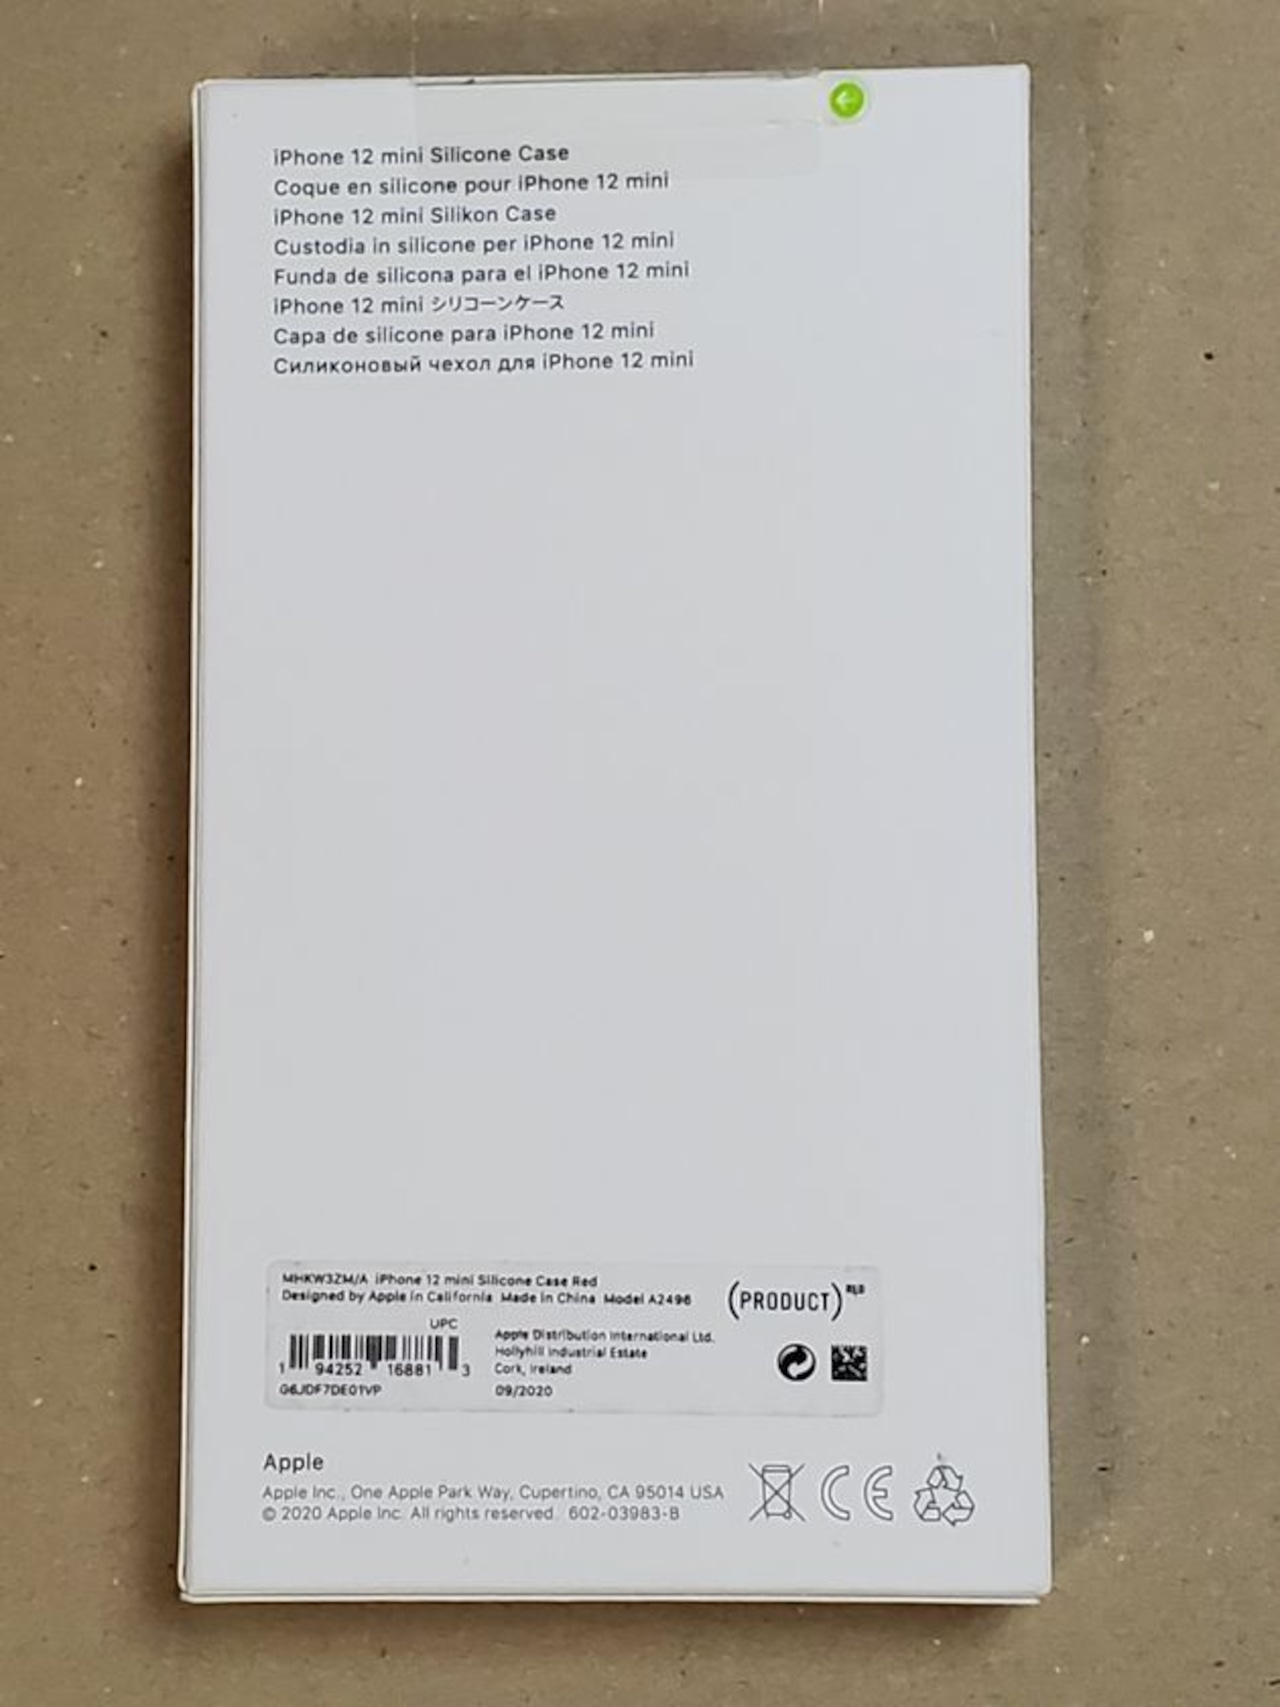 iPhone 12 mini Silicone Case
Coque en silicone pour iPhone 12 mini
iPhone 12 mini Silikon Case
Custodia in silicone per iPhone 12 mini
Funda de silicona para el iPhone 12 mini
iPhone 12 mini シリコーンケース
Capa de silicone para iPhone 12 mini
Силиконовый чехол для iPhone 12 mini
MHKW3ZM/A iPhone 12 mini Silicone Case Red
Designed by Apple in California Made in China Model A2496
(PRODUCT)RED
UPC
1 94252 16881 3
G6JDF7DE01VP
Apple Distribution International Ltd.
Hollyhill Industrial Estate
Cork, Ireland
09/2020
Apple
Apple Inc., One Apple Park Way, Cupertino, CA 95014 USA
© 2020 Apple Inc. All rights reserved. 602-03983-B
CE